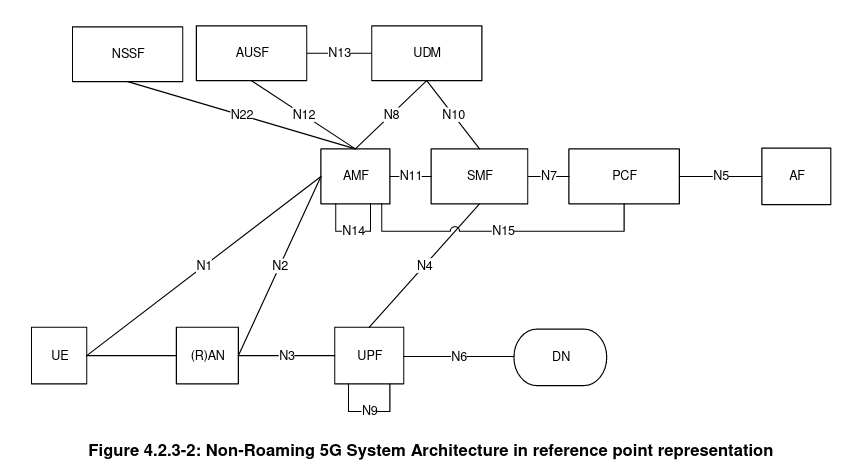 NSSF
AUSF
N13
UDM
N22
N12
N8
N10
AMF
N11
SMF
N7
PCF
N5
AF
N14
N15
N1
N2
N4
UE
(R)AN
N3
UPF
N6
DN
N9
Figure 4.2.3-2: Non-Roaming 5G System Architecture in reference point representation